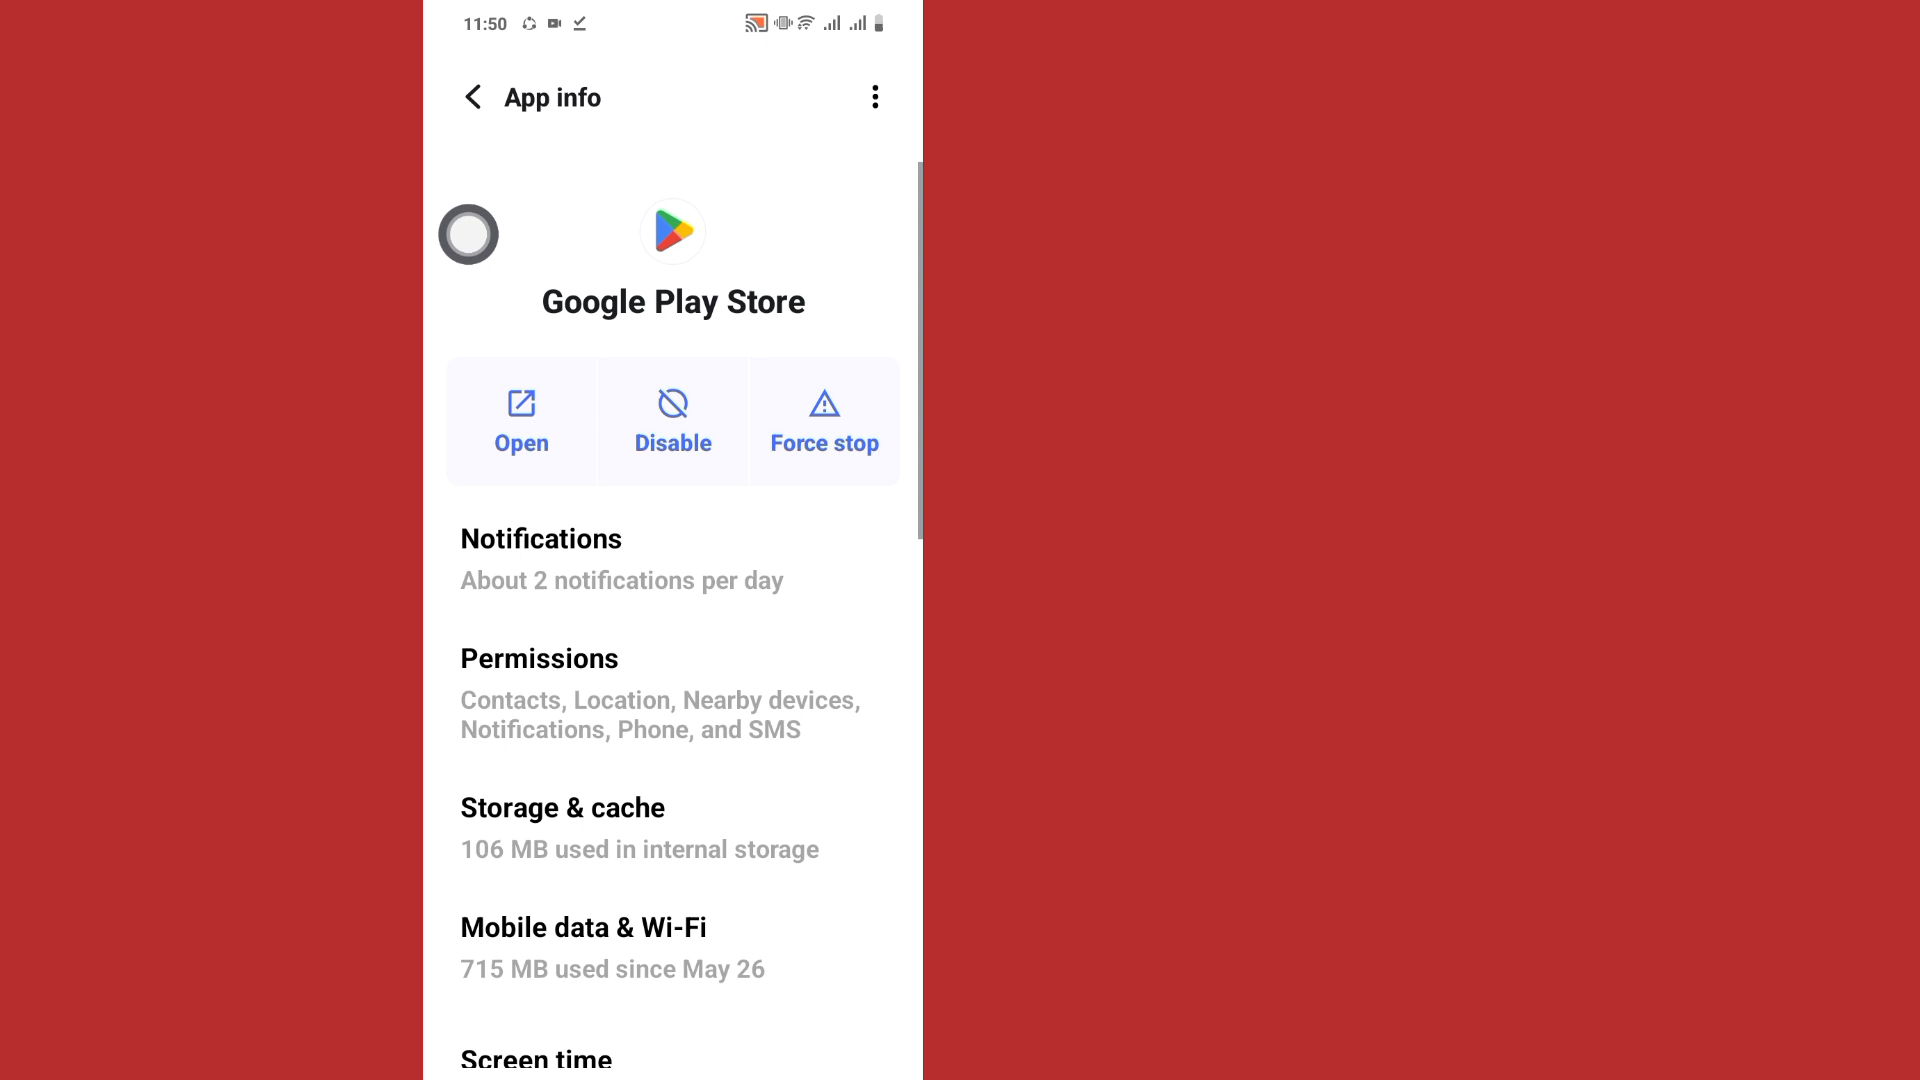 11:50
App info
Google Play Store
Open
Disable
Force stop
Notifications
About 2 notifications per day
Permissions
Contacts, Location, Nearby devices,
Notifications, Phone, and SMS
Storage & cache
106 MB used in internal storage
Mobile data & Wi-Fi
715 MB used since May 26
Screen time